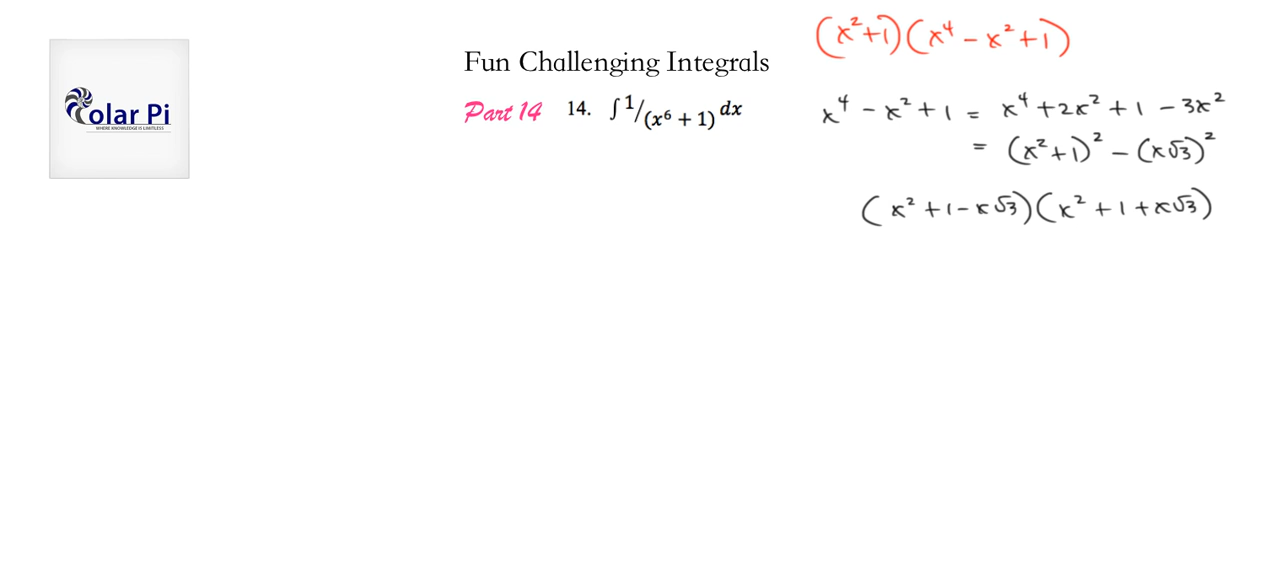 (x²+1)(x⁴ - x² + 1)
Fun Challenging Integrals
Part 14 14. ∫ 1/(x⁶ + 1) dx
x⁴ - x² + 1 = x⁴ + 2x² + 1 - 3x²
= (x² + 1)² - (x√3)²
(x² + 1 - x√3)(x² + 1 + x√3)
olar Pi
WHERE KNOWLEDGE IS LIMITLESS